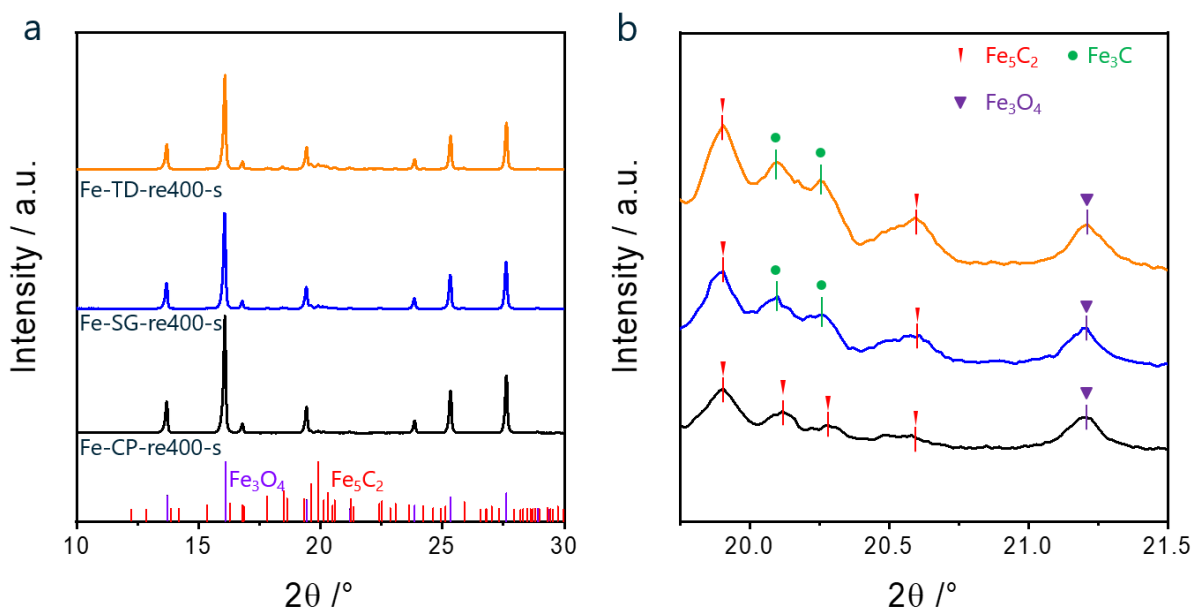 a
Intensity / a.u.
Fe-TD-re400-s
Fe-SG-re400-s
Fe-CP-re400-s
Fe₃O₄ Fe₅C₂
10 15 20 25 30
2θ /°
b
Intensity / a.u.
Fe₅C₂ Fe₃C
Fe₃O₄
20.0 20.5 21.0 21.5
2θ /°